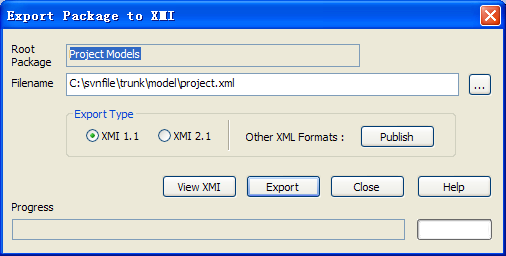 Export Package to XMI
Root
Package
Project Models
Filename
C:\svnfile\trunk\model\project.xml
...
Export Type
XMI 1.1
XMI 2.1
Other XML Formats :
Publish
View XMI
Export
Close
Help
Progress